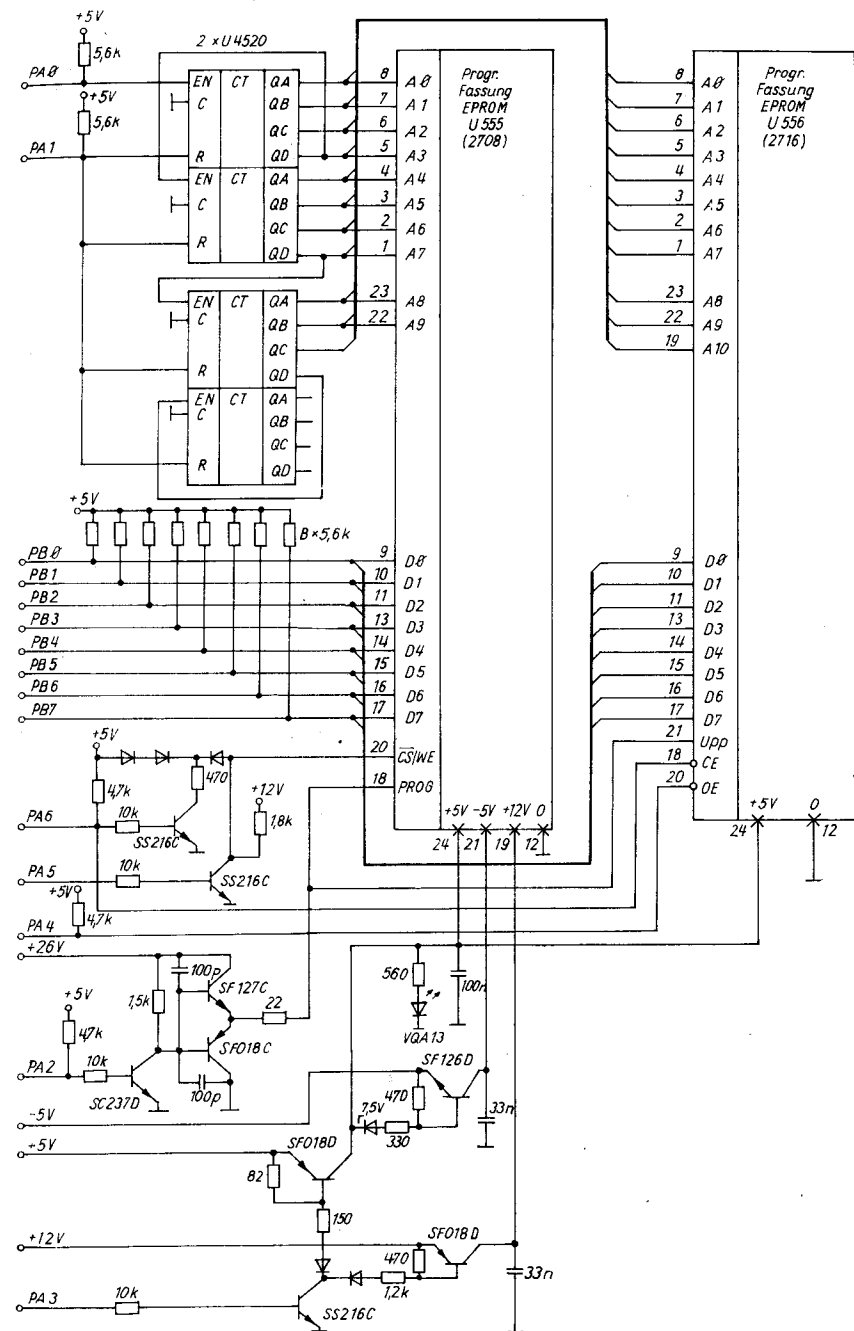 +5V
5,6k
PA0
+5V
5,6k
PA1
2 × U4520
EN CT QA
C QB
QC
R QD
EN CT QA
C QB
QC
R QD
EN CT QA
C QB
QC
R QD
EN CT QA
C QB
QC
R QD
8 A0
7 A1
6 A2
5 A3
4 A4
3 A5
2 A6
1 A7
23 A8
22 A9
Progr.
Fassung
EPROM
U 555
(2708)
8 A0
7 A1
6 A2
5 A3
4 A4
3 A5
2 A6
1 A7
23 A8
22 A9
19 A10
Progr.
Fassung
EPROM
U 556
(2716)
+5V
B×5,6k
PB0
PB1
PB2
PB3
PB4
PB5
PB6
PB7
9 D0
10 D1
11 D2
13 D3
14 D4
15 D5
16 D6
17 D7
20 CS/WE
18 PROG
+5V -5V +12V 0
24 21 19 12
9 D0
10 D1
11 D2
13 D3
14 D4
15 D5
16 D6
17 D7
21 Upp
18 CE
20 OE
+5V 0
24 12
+5V
4,7k
470
+12V
1,8k
PA6
10k
SS216C
PA5
10k
SS216C
+5V
4,7k
PA4
+26V
100p
SF127C
1,5k
22
+5V
47k
SF018C
PA2
10k
100p
SC237D
560
100n
VQA13
SF126D
-5V
470
7,5V
330
33n
+5V
SF018D
82
150
+12V
SF018D
470
1,2k
33n
PA3
10k
SS216C